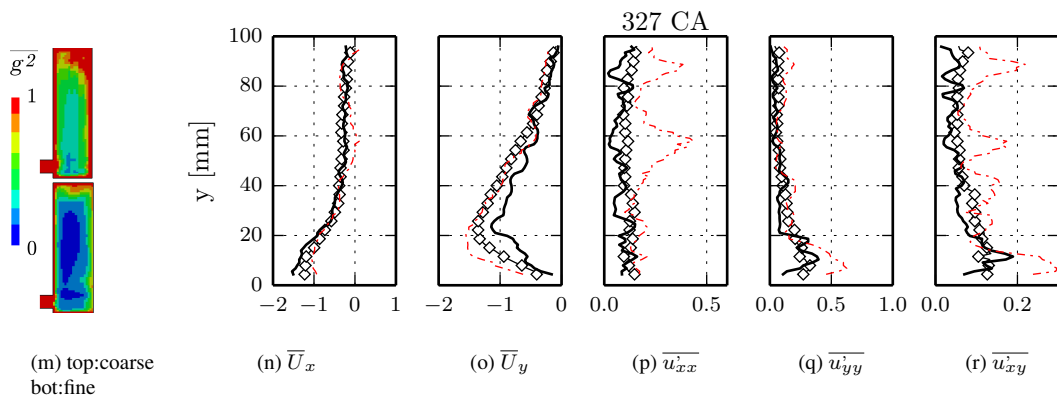 327 CA
g²
1
0
y [mm]
100
80
60
40
20
0
−2 −1 0 1
−2 −1 0
0.0 0.5
0.0 0.5 1.0
0.0 0.2
(m) top:coarse
bot:fine
(n) U̅x
(o) U̅y
(p) u'xx
(q) u'yy
(r) u'xy